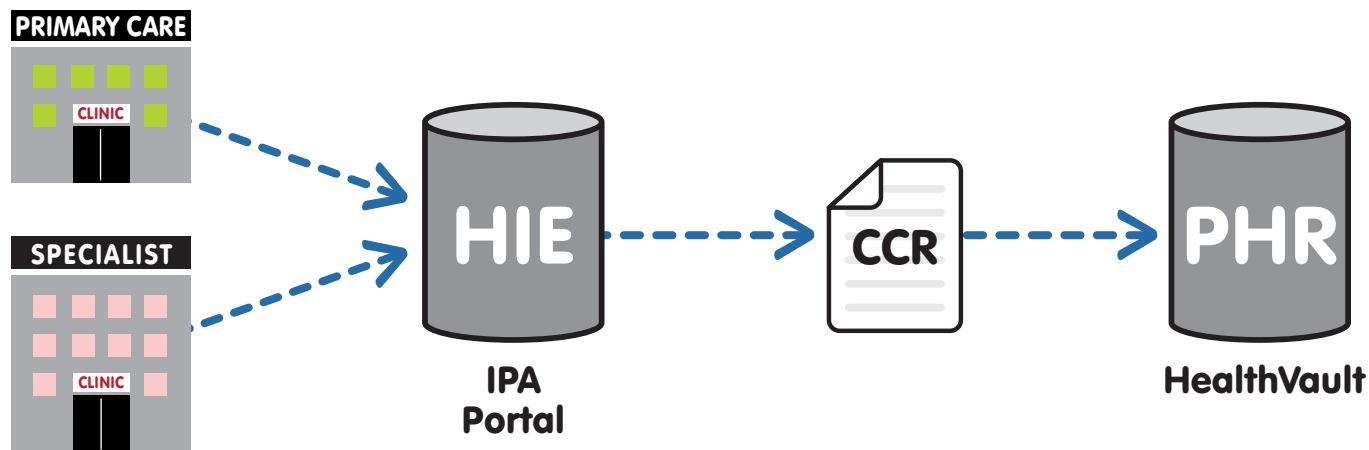 PRIMARY CARE
CLINIC
SPECIALIST
CLINIC
HIE
IPA
Portal
CCR
PHR
HealthVault